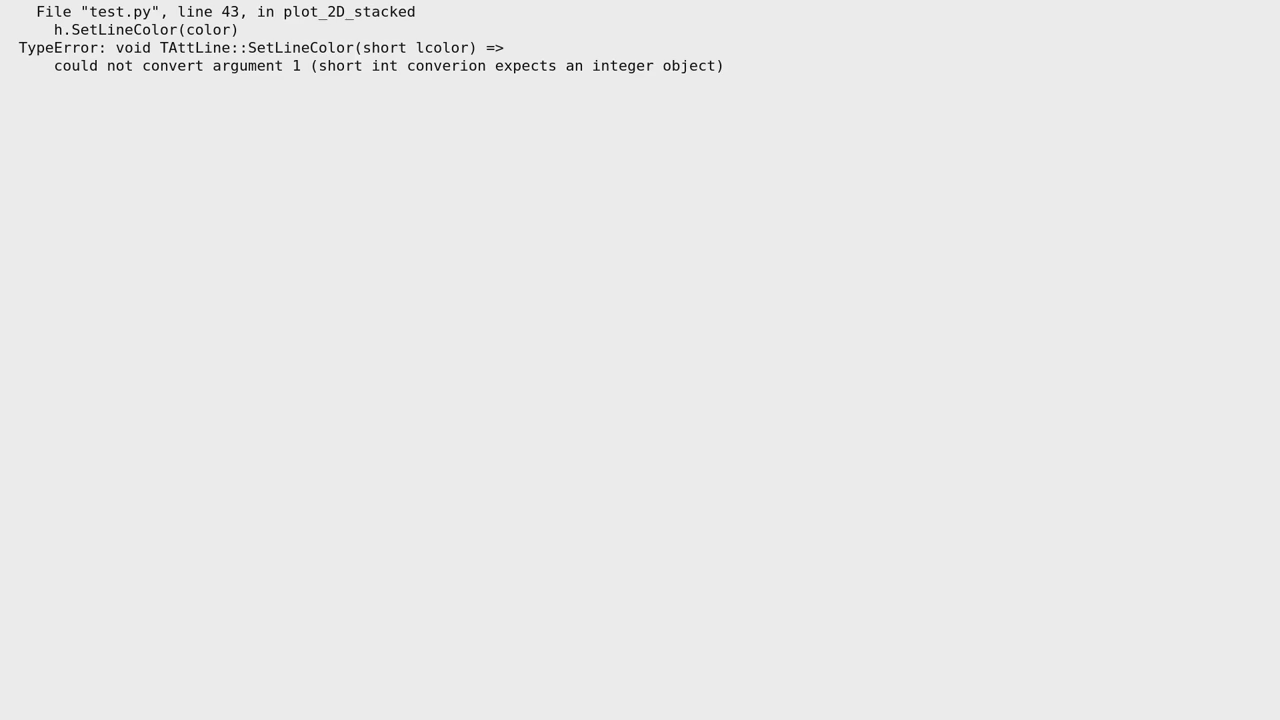 File "test.py", line 43, in plot_2D_stacked
h.SetLineColor(color)
TypeError: void TAttLine::SetLineColor(short lcolor) =>
could not convert argument 1 (short int converion expects an integer object)